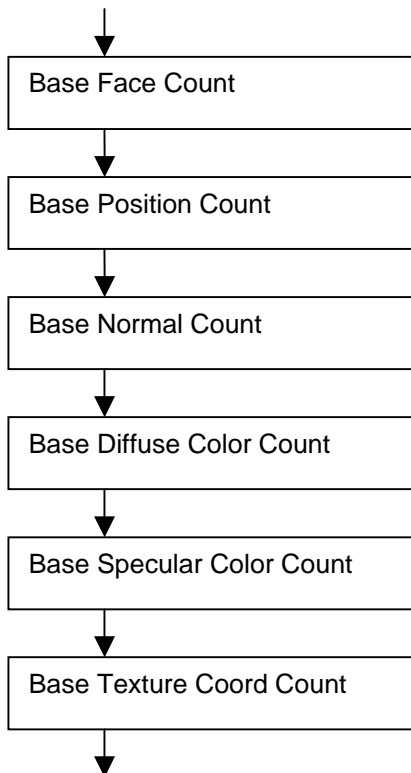 Base Face Count
Base Position Count
Base Normal Count
Base Diffuse Color Count
Base Specular Color Count
Base Texture Coord Count